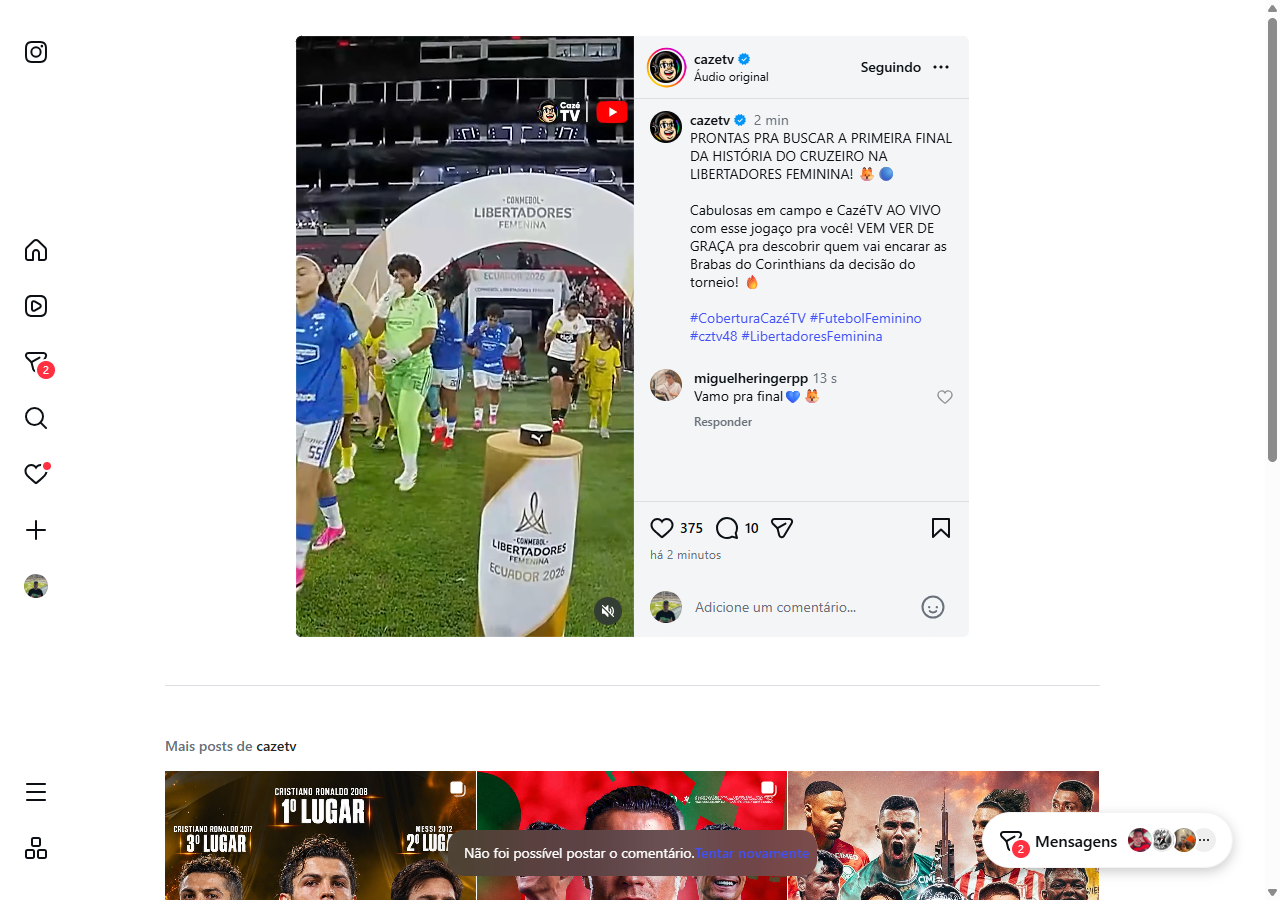 Cazé
TV
CONMEBOL
LIBERTADORES
FEMENINA
ECUADOR 2026
55
CONMEBOL
LIBERTADORES
FEMENINA
ECUADOR 2026
cazetv
Áudio original
Seguindo
cazetv 2 min
PRONTAS PRA BUSCAR A PRIMEIRA FINAL
DA HISTÓRIA DO CRUZEIRO NA
LIBERTADORES FEMININA! 🦊 🔵
Cabulosas em campo e CazéTV AO VIVO
com esse jogaço pra você! VEM VER DE
GRAÇA pra descobrir quem vai encarar as
Brabas do Corinthians da decisão do
torneio! 🔥
#CoberturaCazéTV #FutebolFeminino
#cztv48 #LibertadoresFeminina
miguelheringerpp 13 s
Vamo pra final💙 🦊
Responder
375
10
há 2 minutos
Adicione um comentário...
2
Mais posts de cazetv
CRISTIANO RONALDO 2008
1º LUGAR
CRISTIANO RONALDO 2017
3º LUGAR
MESSI 2012
2º LUG
Não foi possível postar o comentário.Tentar novamente
2
Mensagens